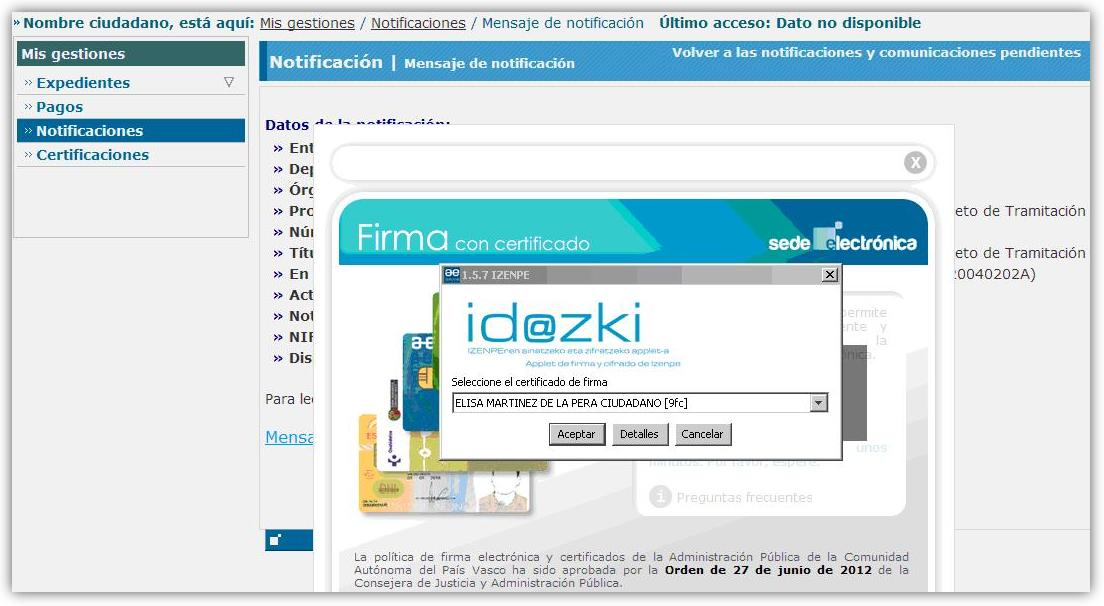 » Nombre ciudadano, está aquí: Mis gestiones / Notificaciones / Mensaje de notificación Último acceso: Dato no disponible
Mis gestiones
» Expedientes
» Pagos
» Notificaciones
» Certificaciones
Notificación | Mensaje de notificación
Volver a las notificaciones y comunicaciones pendientes
Datos de la notificación:
» Ent
» Dep
» Órg
» Pro
eto de Tramitación
» Núm
» Títu
eto de Tramitación
» En
20040202A)
» Act
» Not
» NIF
» Dis
Para lee
Mensa
X
Firma con certificado
sede electrónica
1.5.7 IZENPE
id@zki
IZENPEren sinatzeko eta zifratzeko applet-a
Applet de firma y cifrado de Izenpe
Seleccione el certificado de firma
ELISA MARTINEZ DE LA PERA CIUDADANO [9fc]
Aceptar Detalles Cancelar
permite
ente y
la
ónica.
unos
minutos. Por favor, espere.
i Preguntas frecuentes
La política de firma electrónica y certificados de la Administración Pública de la Comunidad
Autónoma del País Vasco ha sido aprobada por la Orden de 27 de junio de 2012 de la
Consejera de Justicia y Administración Pública.